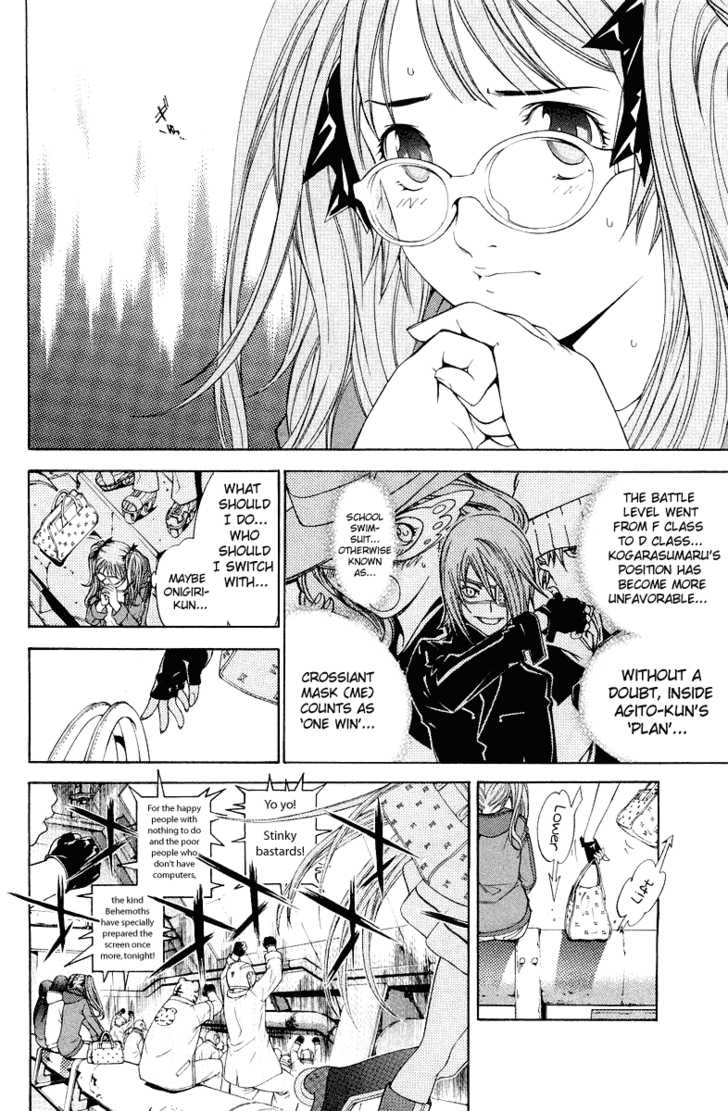 THE BATTLE
LEVEL WENT
FROM F CLASS
TO D CLASS...
KOGARASUMARU'S
POSITION HAS
BECOME MORE
UNFAVORABLE...
WITHOUT A
DOUBT, INSIDE
AGITO-KUN'S
'PLAN'...
SCHOOL
SWIM-
SUIT...
OTHERWISE
KNOWN
AS...
CROSSIANT
MASK (ME)
COUNTS AS
'ONE WIN'...
WHAT
SHOULD
I DO...
WHO
SHOULD
I SWITCH
WITH...
MAYBE
ONIGIRI-
KUN...
Lower
Lift
Yo yo!
Stinky
bastards!
For the happy
people with
nothing to do
and the poor
people who
don't have
computers,
the kind
Behemoths
have specially
prepared the
screen once
more, tonight!